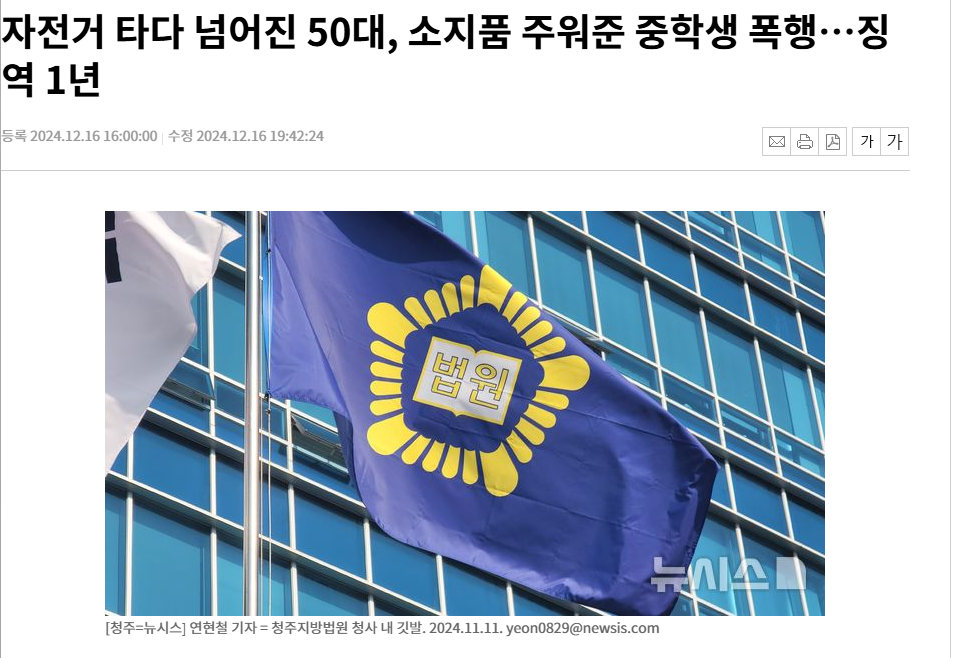 자전거 타다 넘어진 50대, 소지품 주워준 중학생 폭행…징
역 1년
등록 2024.12.16 16:00:00 수정 2024.12.16 19:42:24
가 가
법원
뉴시스
[청주=뉴시스] 연현철 기자 = 청주지방법원 청사 내 깃발. 2024.11.11. yeon0829@newsis.com